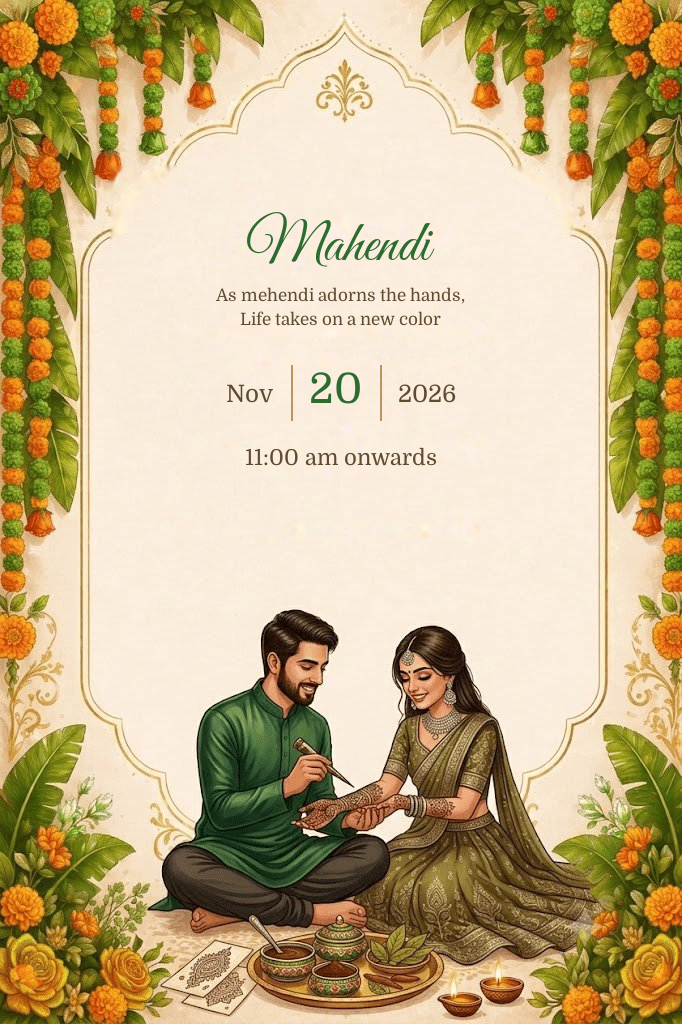 Mahendi
As mehendi adorns the hands,
Life takes on a new color
Nov 20 2026
11:00 am onwards